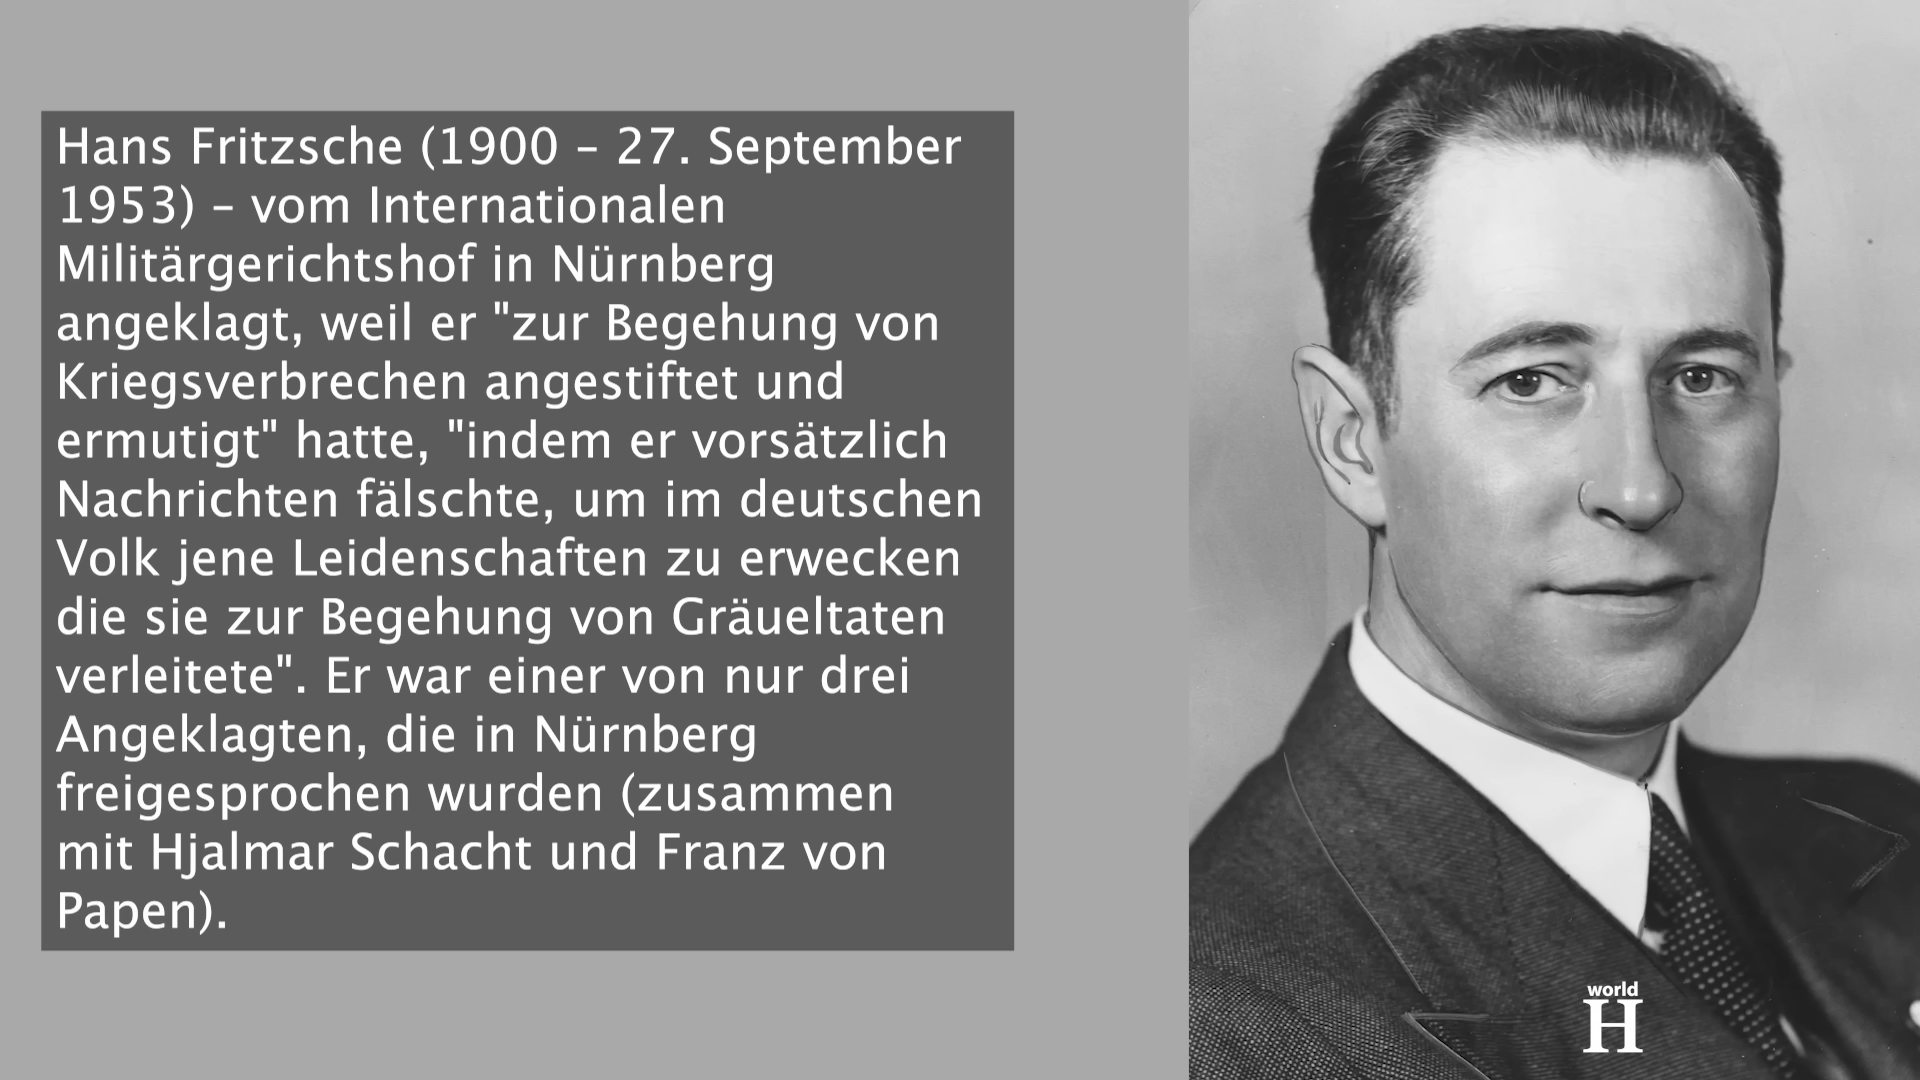 Hans Fritzsche (1900 – 27. September
1953) – vom Internationalen
Militärgerichtshof in Nürnberg
angeklagt, weil er "zur Begehung von
Kriegsverbrechen angestiftet und
ermutigt" hatte, "indem er vorsätzlich
Nachrichten fälschte, um im deutschen
Volk jene Leidenschaften zu erwecken
die sie zur Begehung von Gräueltaten
verleitete". Er war einer von nur drei
Angeklagten, die in Nürnberg
freigesprochen wurden (zusammen
mit Hjalmar Schacht und Franz von
Papen).
world
H